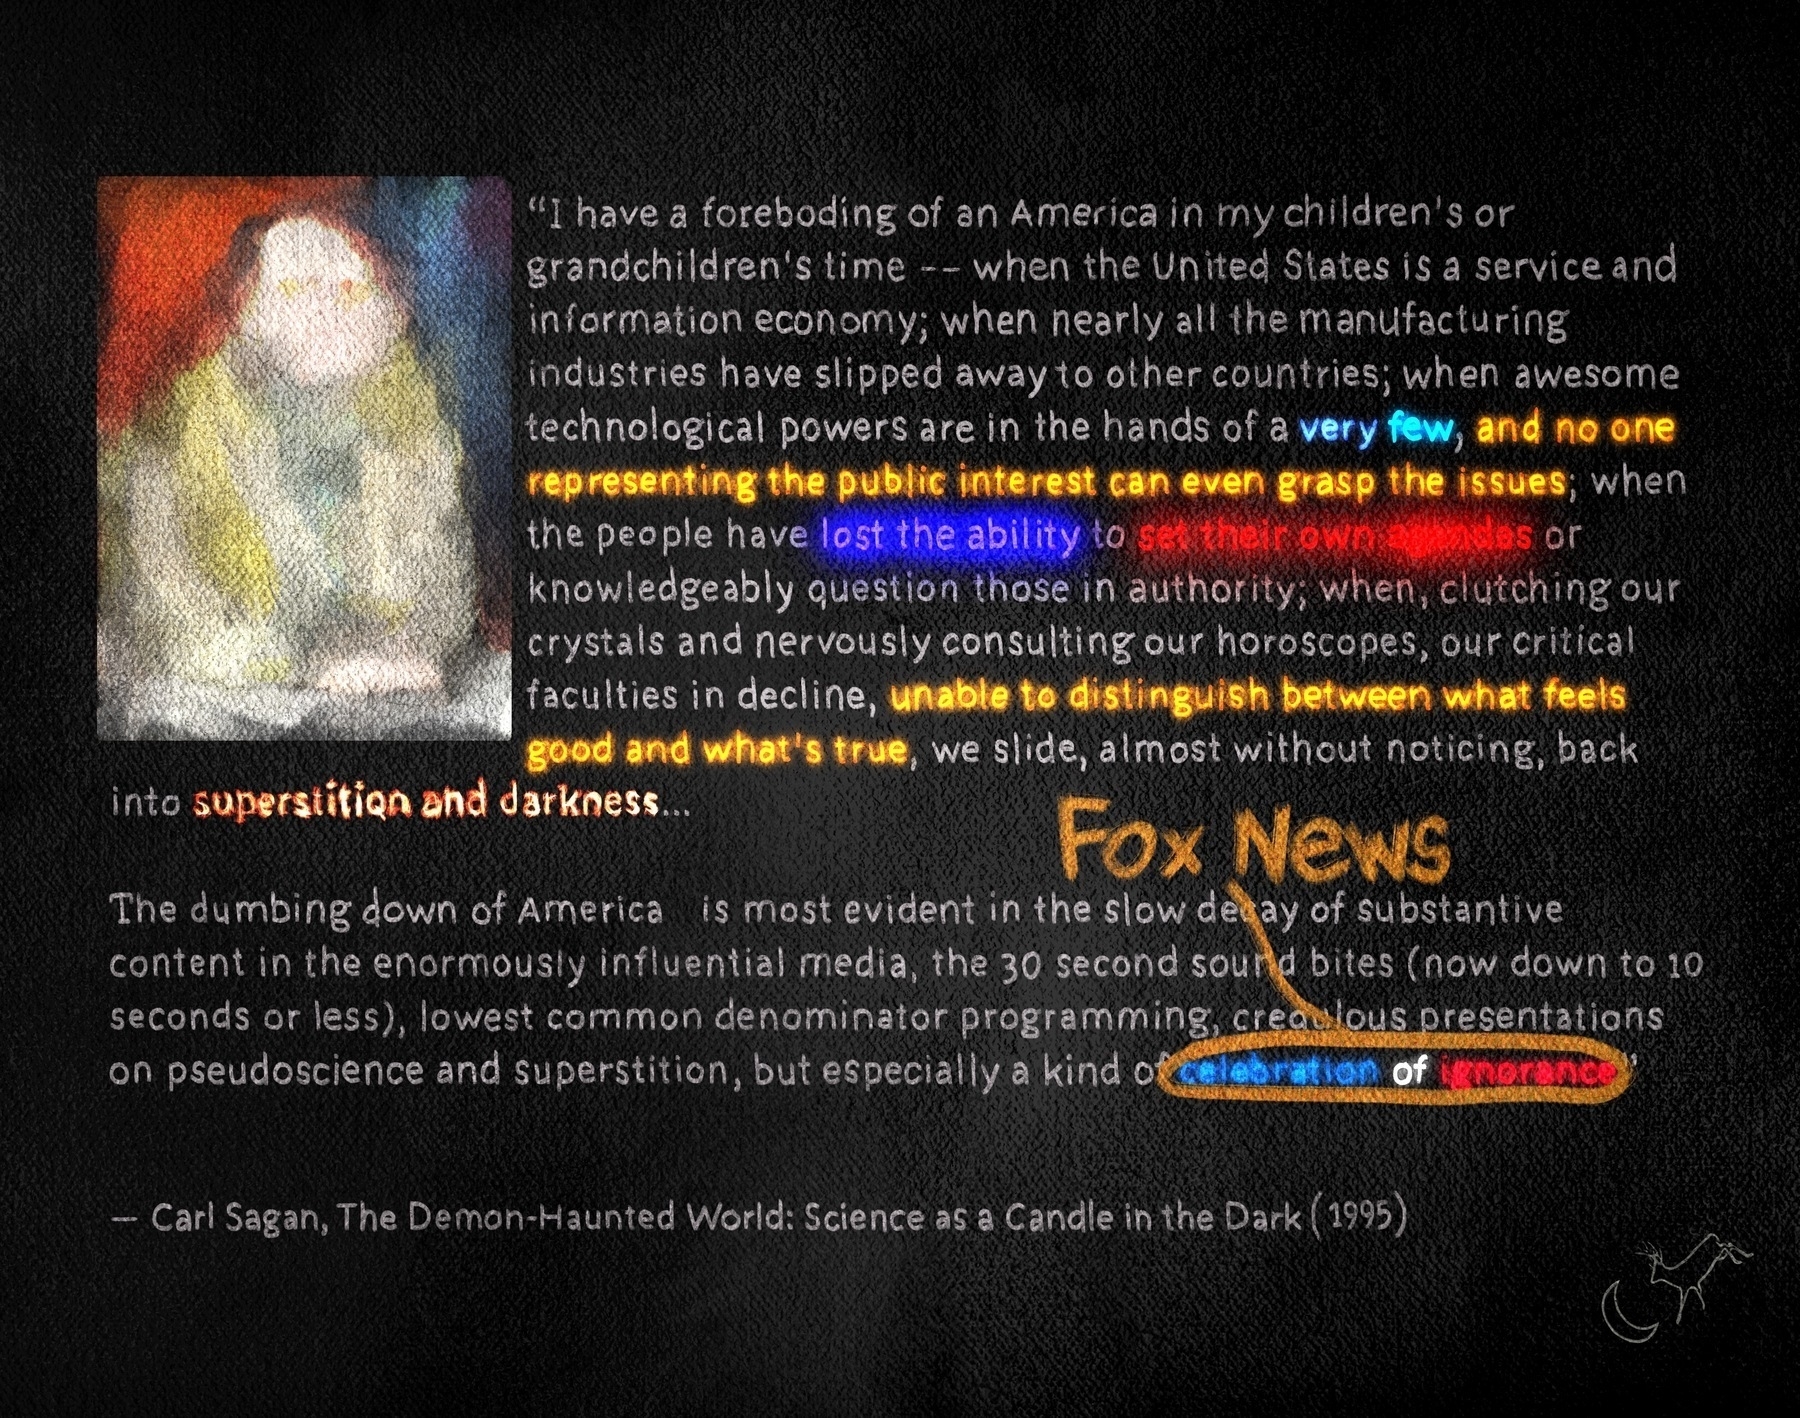 “I have a foreboding of an America in my children's or
grandchildren's time -- when the United States is a service and
information economy; when nearly all the manufacturing
industries have slipped away to other countries; when awesome
technological powers are in the hands of a very few, and no one
representing the public interest can even grasp the issues; when
the people have lost the ability to set their own agendas or
knowledgeably question those in authority; when, clutching our
crystals and nervously consulting our horoscopes, our critical
faculties in decline, unable to distinguish between what feels
good and what's true, we slide, almost without noticing, back
into superstition and darkness...
Fox News
The dumbing down of America is most evident in the slow decay of substantive
content in the enormously influential media, the 30 second sound bites (now down to 10
seconds or less), lowest common denominator programming, credulous presentations
on pseudoscience and superstition, but especially a kind of celebration of ignorance”
— Carl Sagan, The Demon-Haunted World: Science as a Candle in the Dark (1995)